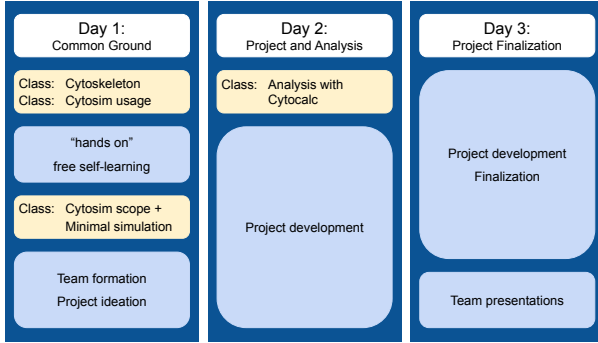 Day 1:
Common Ground
Class: Cytoskeleton
Class: Cytosim usage
“hands on”
free self-learning
Class: Cytosim scope +
Minimal simulation
Team formation
Project ideation
Day 2:
Project and Analysis
Class: Analysis with
Cytocalc
Project development
Day 3:
Project Finalization
Project development
Finalization
Team presentations